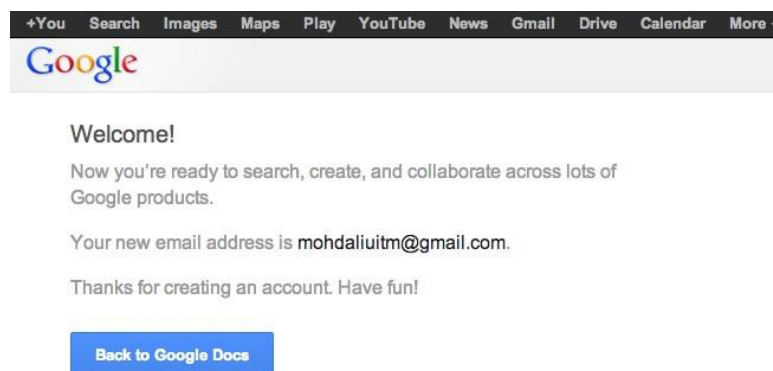 +You Search Images Maps Play YouTube News Gmail Drive Calendar More
Google
Welcome!
Now you're ready to search, create, and collaborate across lots of
Google products.
Your new email address is mohdaliuitm@gmail.com.
Thanks for creating an account. Have fun!
Back to Google Docs